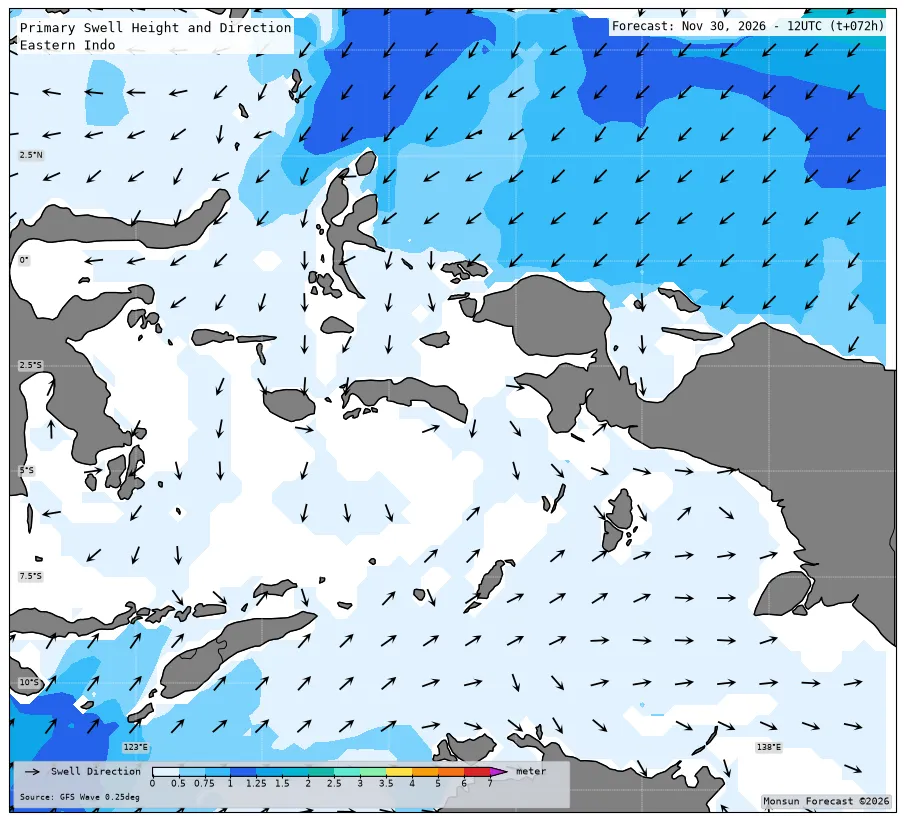 Primary Swell Height and Direction
Eastern Indo
Forecast: Nov 30, 2026 - 12UTC (t+072h)
2.5°N
0°
2.5°S
5°S
7.5°S
10°S
123°E
138°E
Swell Direction
0 0.5 0.75 1 1.25 1.5 2 2.5 3 3.5 4 5 6 7
meter
Source: GFS Wave 0.25deg
Monsun Forecast ©2026